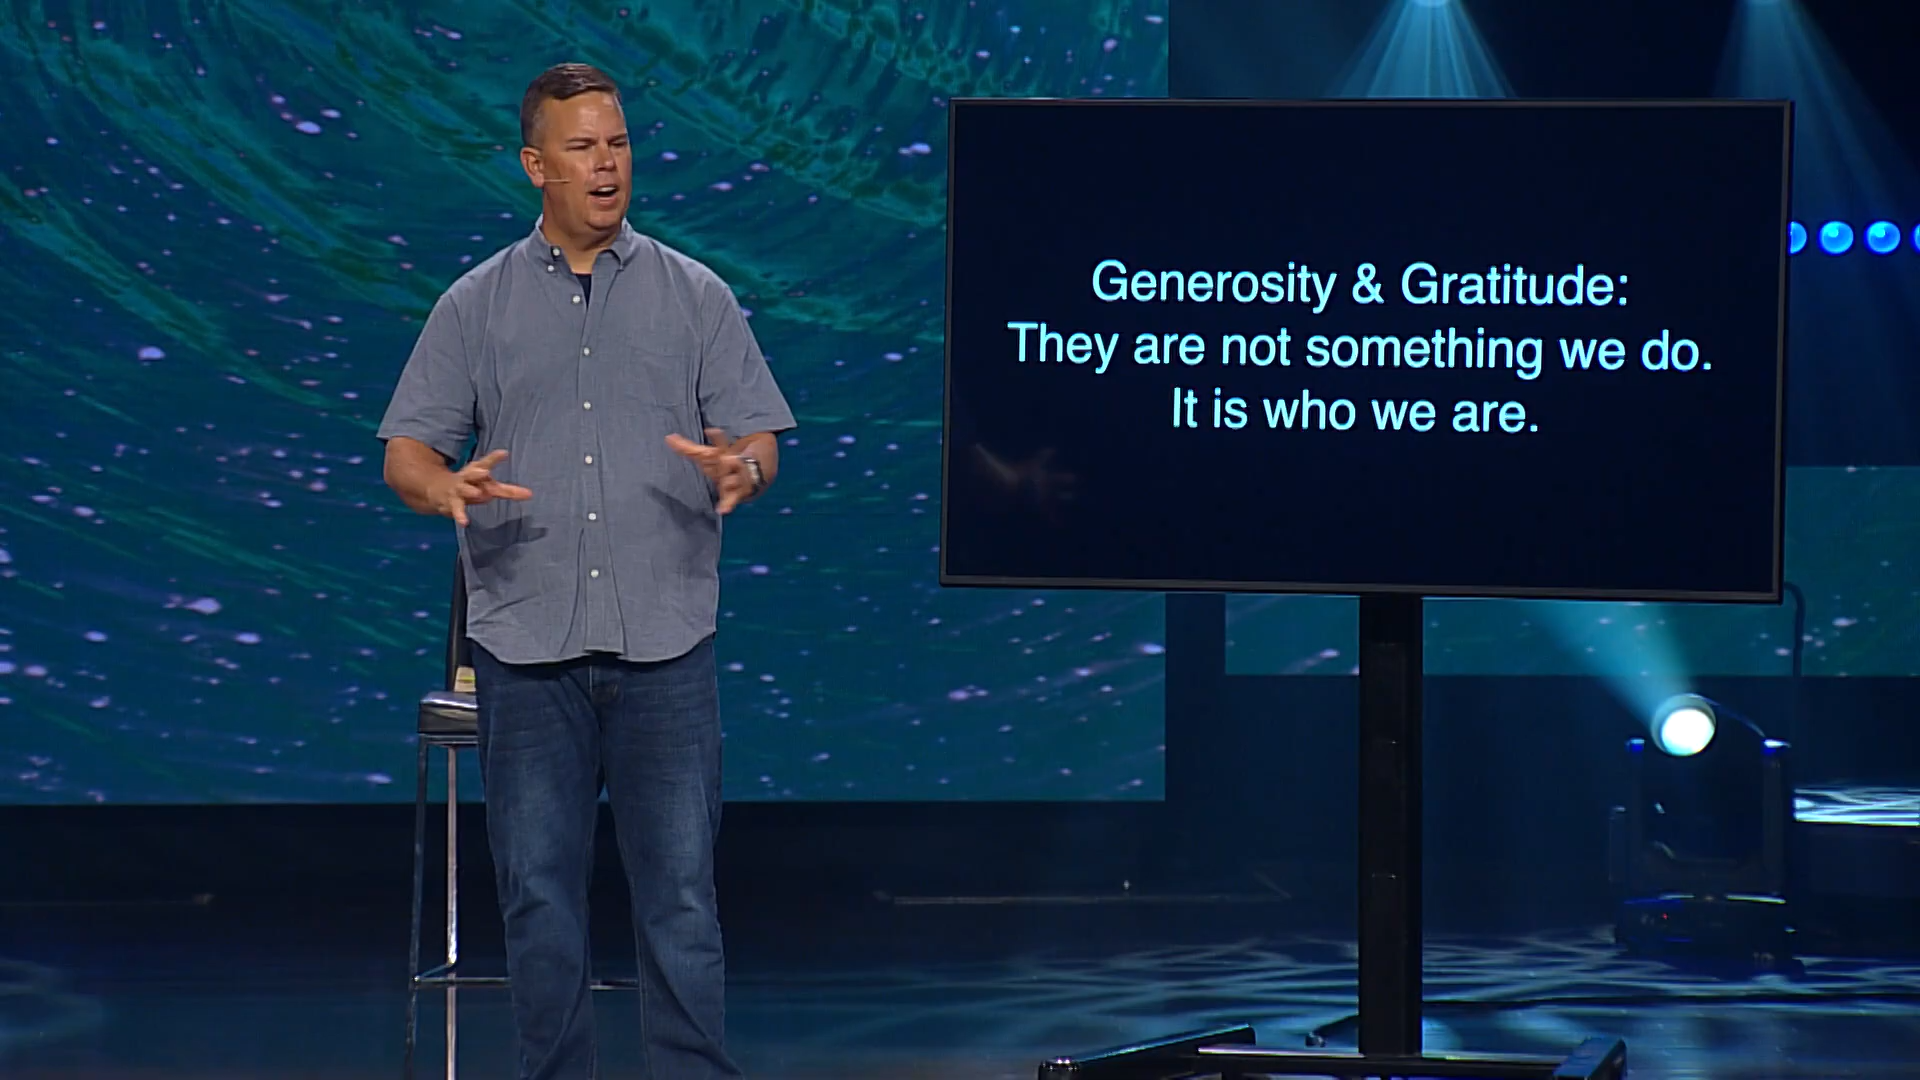 Generosity & Gratitude:
They are not something we do.
It is who we are.